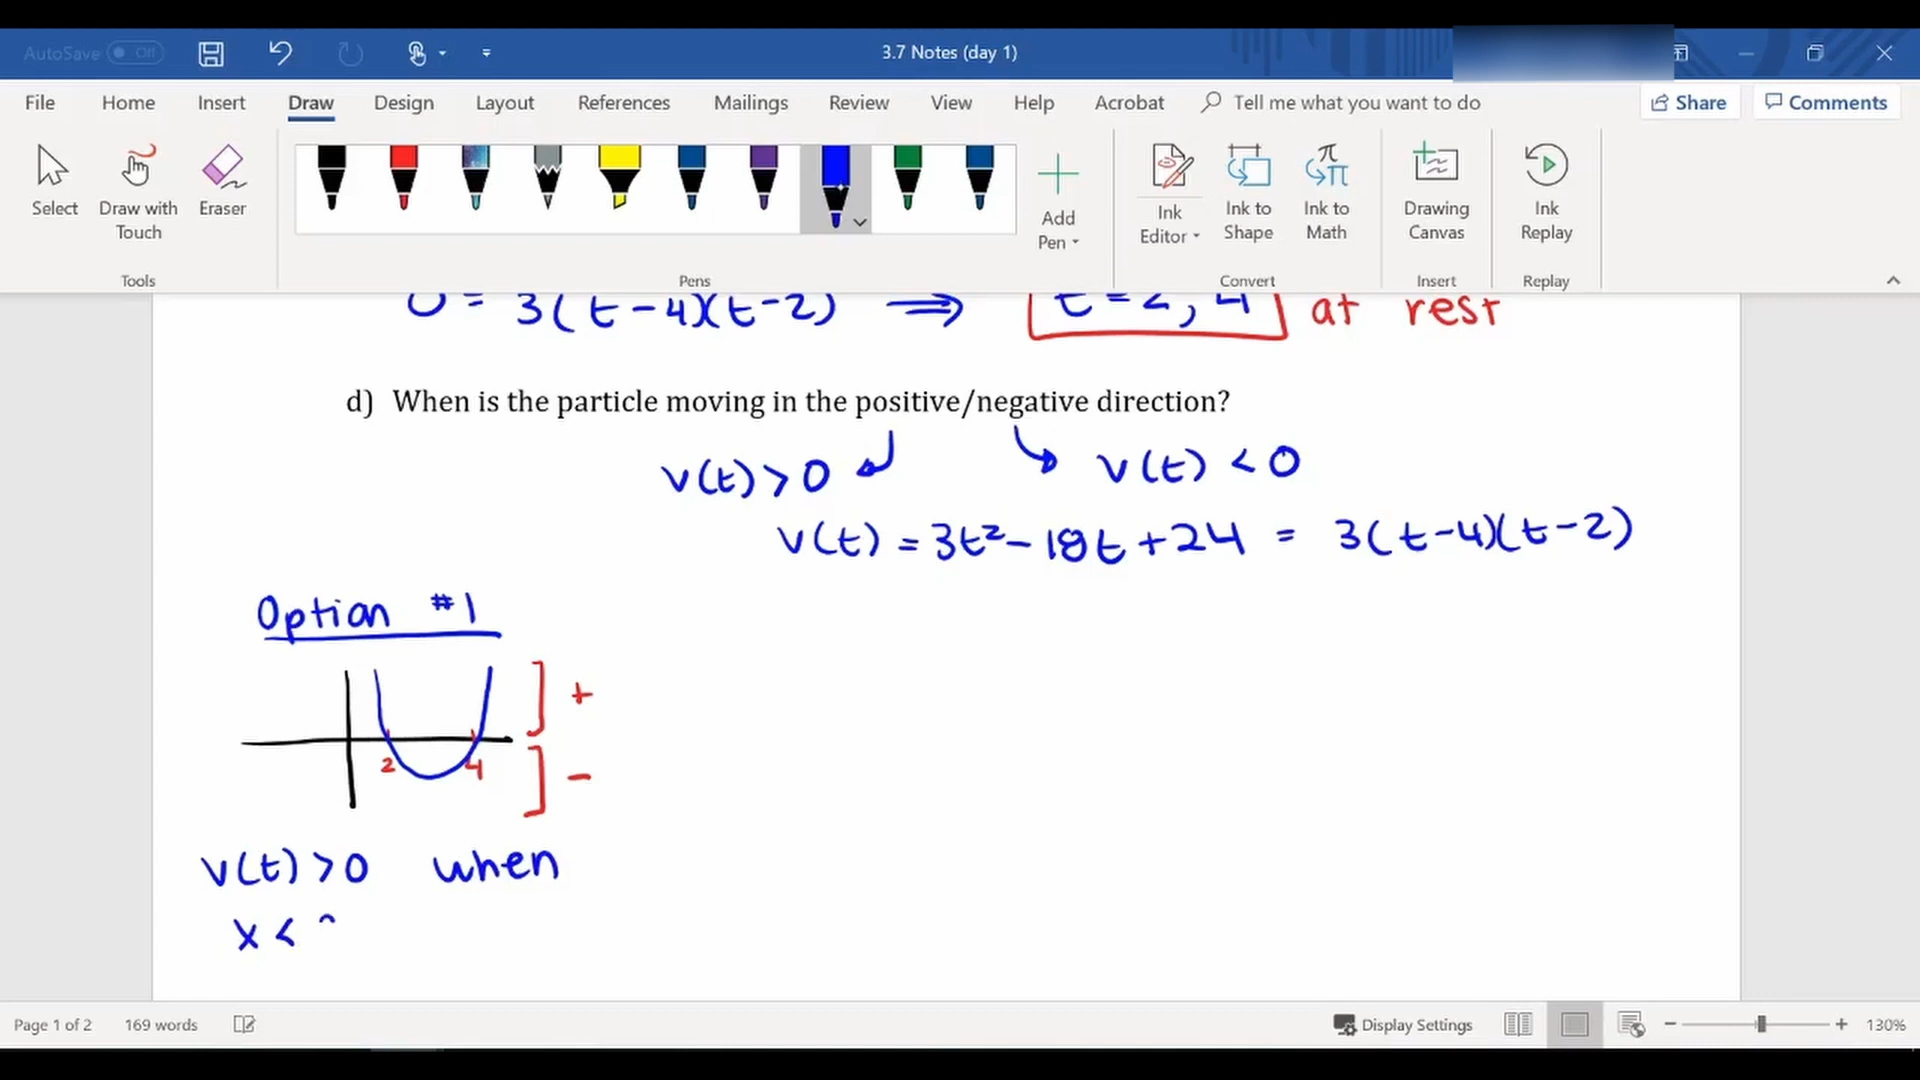 AutoSave Off
3.7 Notes (day 1)
File Home Insert Draw Design Layout References Mailings Review View Help Acrobat Tell me what you want to do Share Comments
Select Draw with Touch Eraser
Add Pen
Ink Editor Ink to Shape Ink to Math
Drawing Canvas
Ink Replay
Tools Pens Convert Insert Replay
0 = 3(t-4)(t-2) ⟹ t = 2, 4 at rest
d) When is the particle moving in the positive/negative direction?
v(t) > 0 v(t) < 0
v(t) = 3t² - 18t + 24 = 3(t-4)(t-2)
Option #1
+
2 4 -
v(t) > 0 when
x <
Page 1 of 2 169 words Display Settings 130%